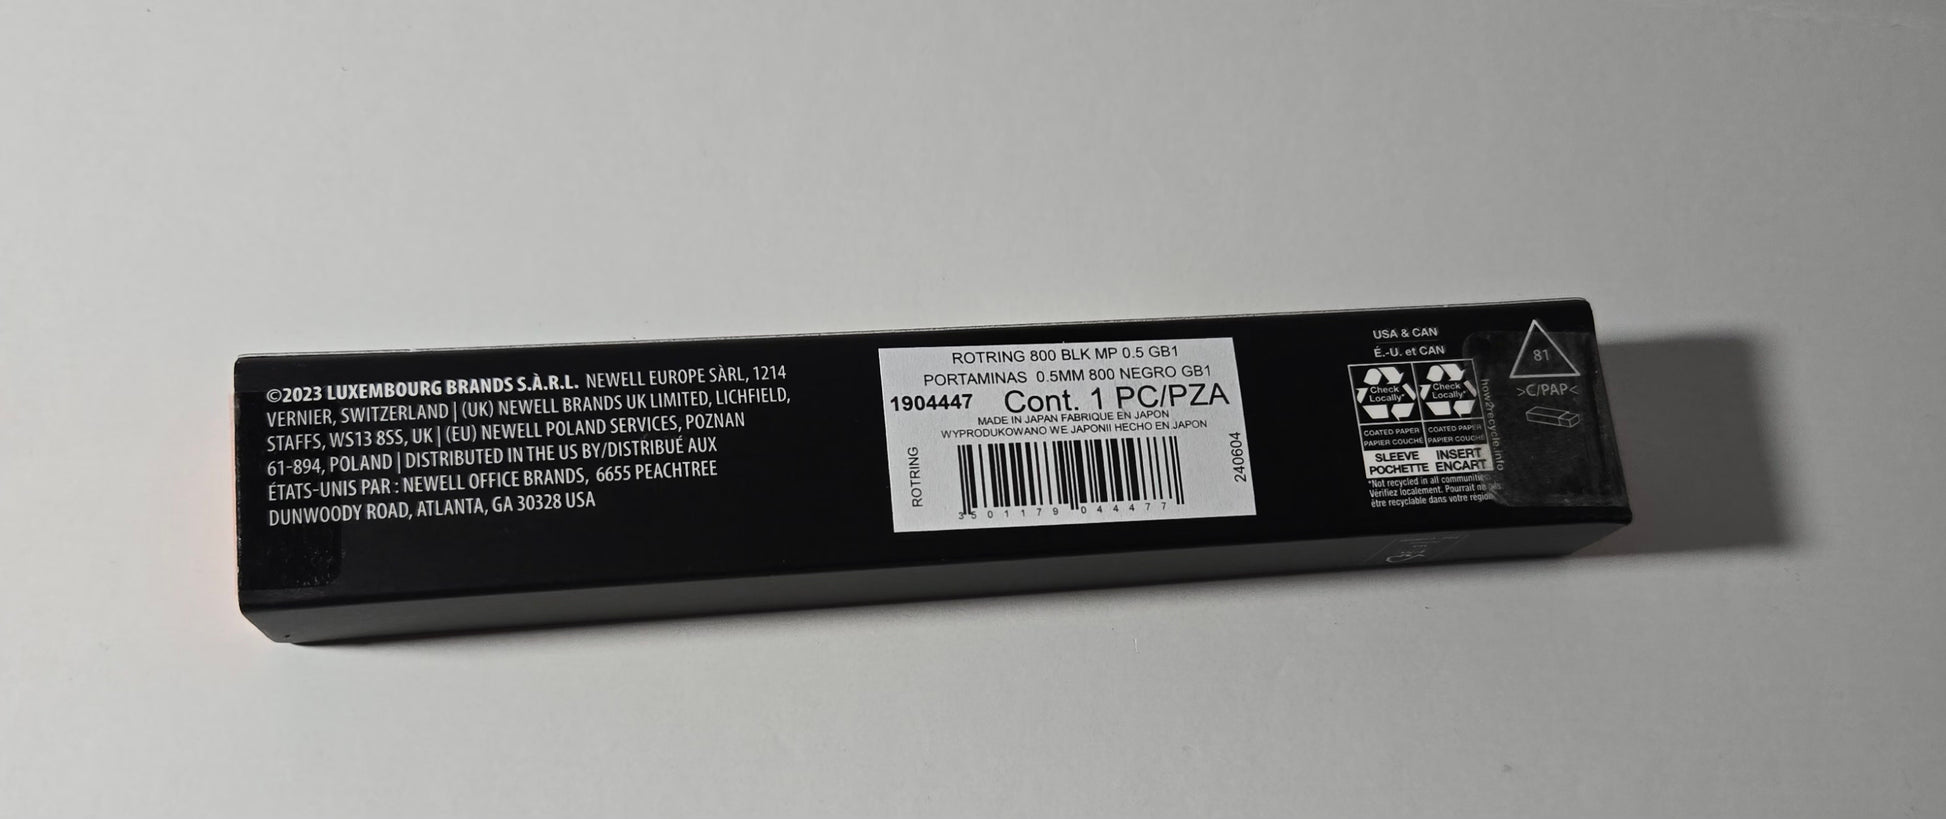 ©2023 LUXEMBOURG BRANDS S.À.R.L. NEWELL EUROPE SÀRL, 1214
VERNIER, SWITZERLAND | (UK) NEWELL BRANDS UK LIMITED, LICHFIELD,
STAFFS, WS13 8SS, UK | (EU) NEWELL POLAND SERVICES, POZNAN
61-894, POLAND | DISTRIBUTED IN THE US BY/DISTRIBUÉ AUX
ÉTATS-UNIS PAR : NEWELL OFFICE BRANDS, 6655 PEACHTREE
DUNWOODY ROAD, ATLANTA, GA 30328 USA
ROTRING 800 BLK MP 0.5 GB1
PORTAMINAS 0.5MM 800 NEGRO GB1
1904447 Cont. 1 PC/PZA
MADE IN JAPAN FABRIQUE EN JAPON
WYPRODUKOWANO WE JAPONII HECHO EN JAPON
ROTRING
240604
3 501179 044477
USA & CAN
É.-U. et CAN
Check Locally* Check Locally*
COATED PAPER COATED PAPER
PAPIER COUCHÉ PAPIER COUCHÉ
SLEEVE INSERT
POCHETTE ENCART
*Not recycled in all communities
Vérifiez localement. Pourrait ne pas
être recyclable dans votre région
how2recycle.info
81
>C/PAP<